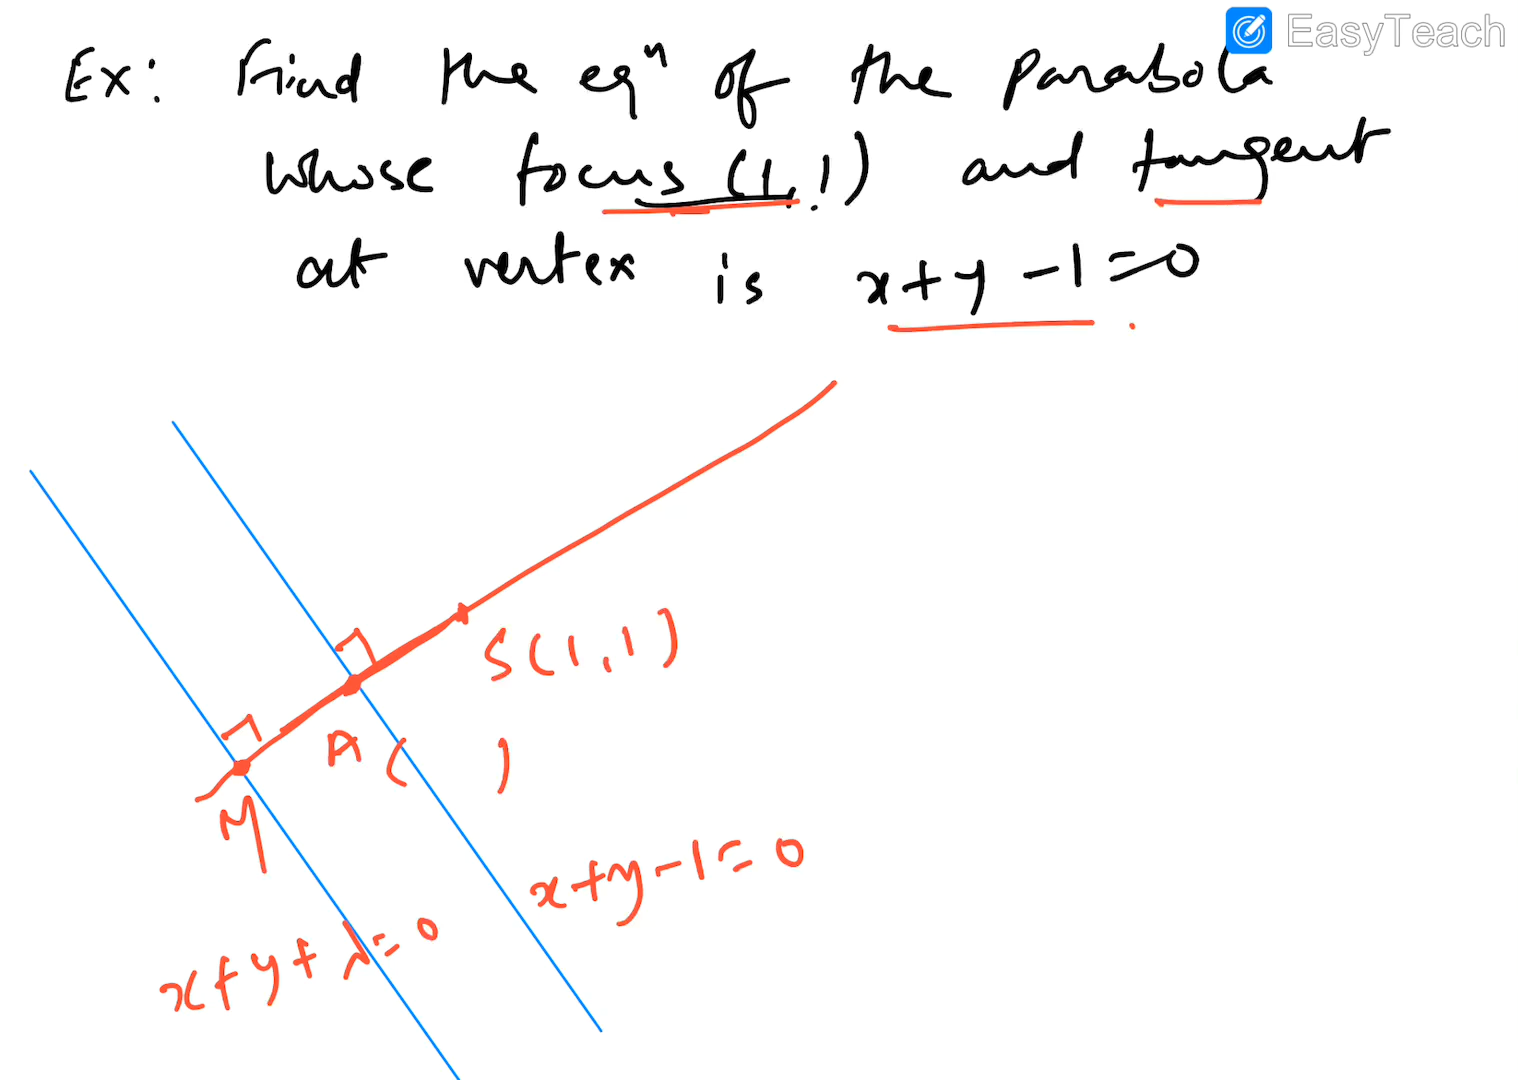 EasyTeach
Ex: Find the eqⁿ of the parabola
whose focus (1,1) and tangent
at vertex is x+y-1=0
S(1,1)
A( )
M
x+y-1=0
x+y+λ=0